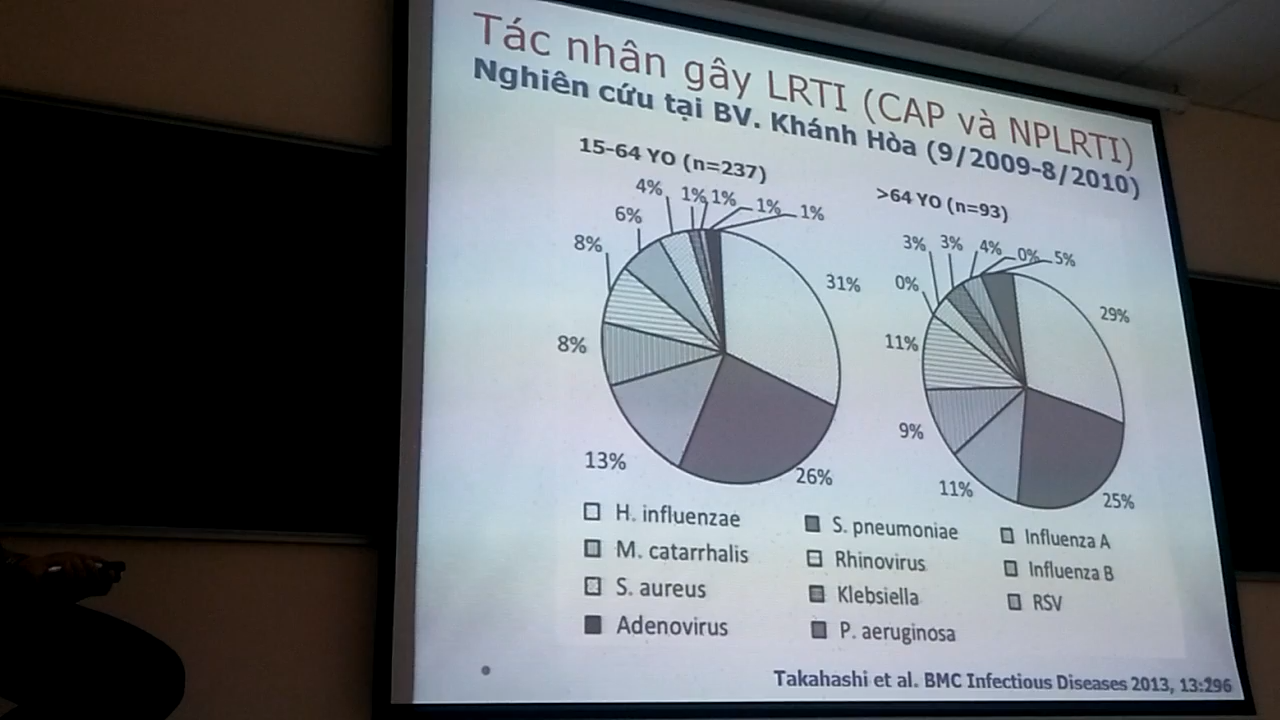 Tác nhân gây LRTI (CAP và NPLRTI)
Nghiên cứu tại BV. Khánh Hòa (9/2009-8/2010)
15-64 YO (n=237)
4% 1% 1% 1% 1%
6%
8%
31%
8%
13%
26%
>64 YO (n=93)
3% 3% 4% 0% 5%
0%
29%
11%
9%
11%
25%
H. influenzae S. pneumoniae Influenza A
M. catarrhalis Rhinovirus Influenza B
S. aureus Klebsiella RSV
Adenovirus P. aeruginosa
Takahashi et al. BMC Infectious Diseases 2013, 13:296